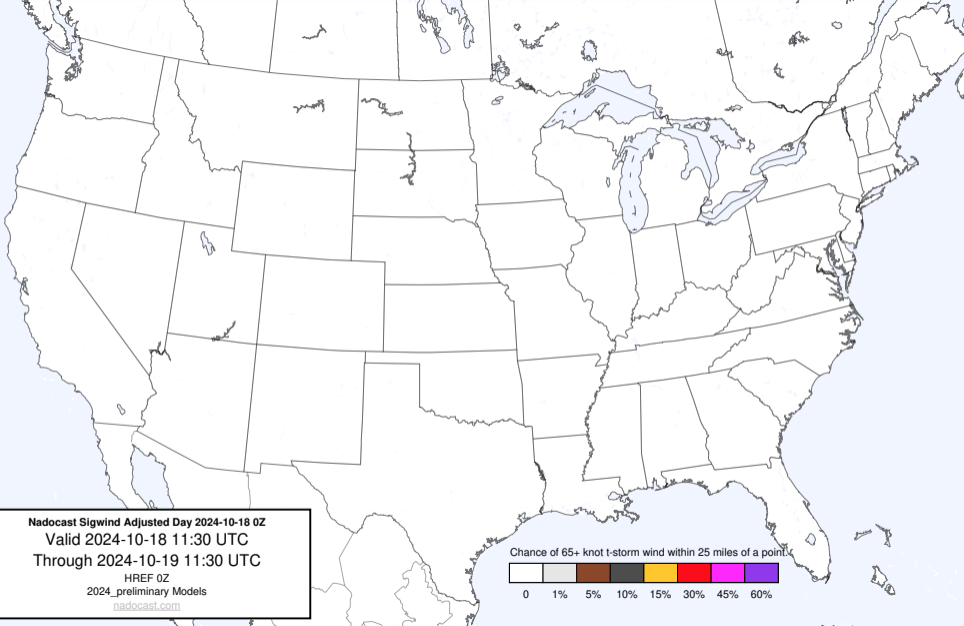 Nadocast Sigwind Adjusted Day 2024-10-18 0Z
Valid 2024-10-18 11:30 UTC
Through 2024-10-19 11:30 UTC
HREF 0Z
2024_preliminary Models
nadocast.com
Chance of 65+ knot t-storm wind within 25 miles of a point.
0 1% 5% 10% 15% 30% 45% 60%